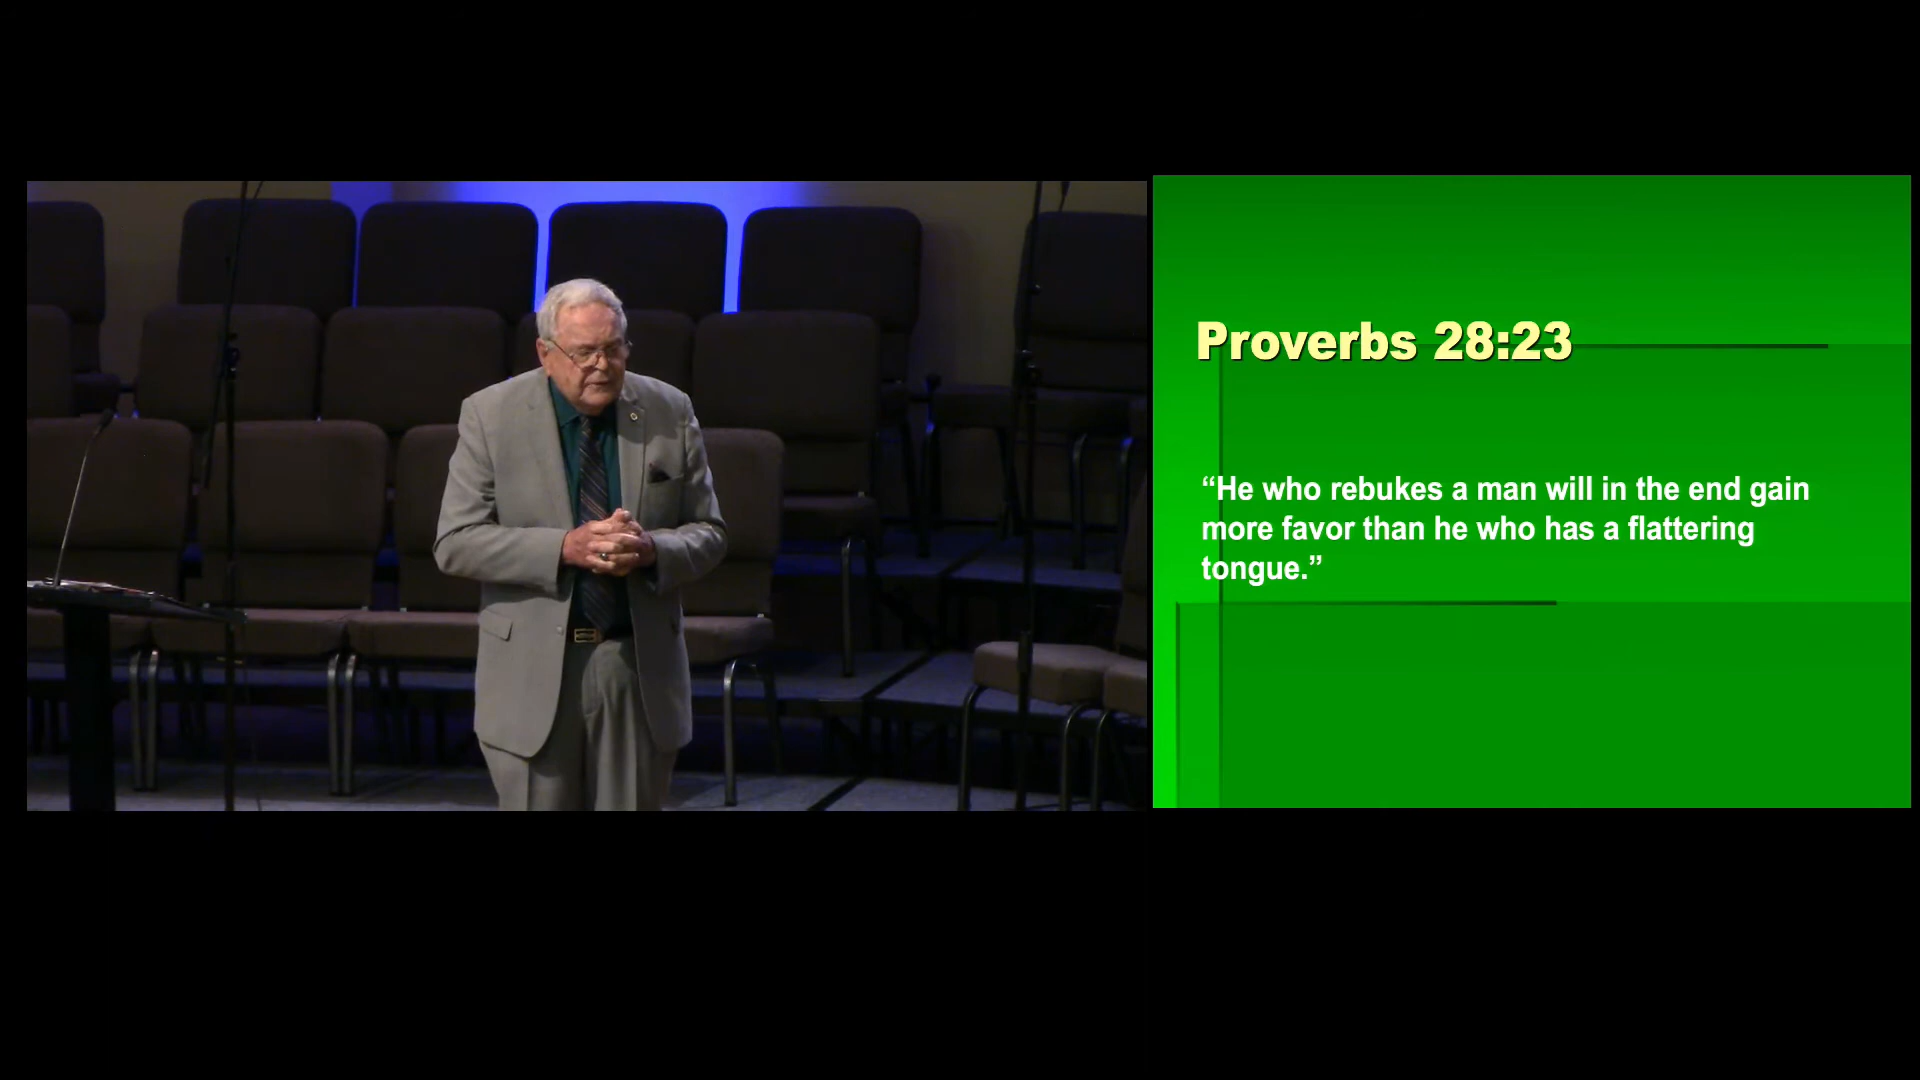 Proverbs 28:23
“He who rebukes a man will in the end gain
more favor than he who has a flattering
tongue.”